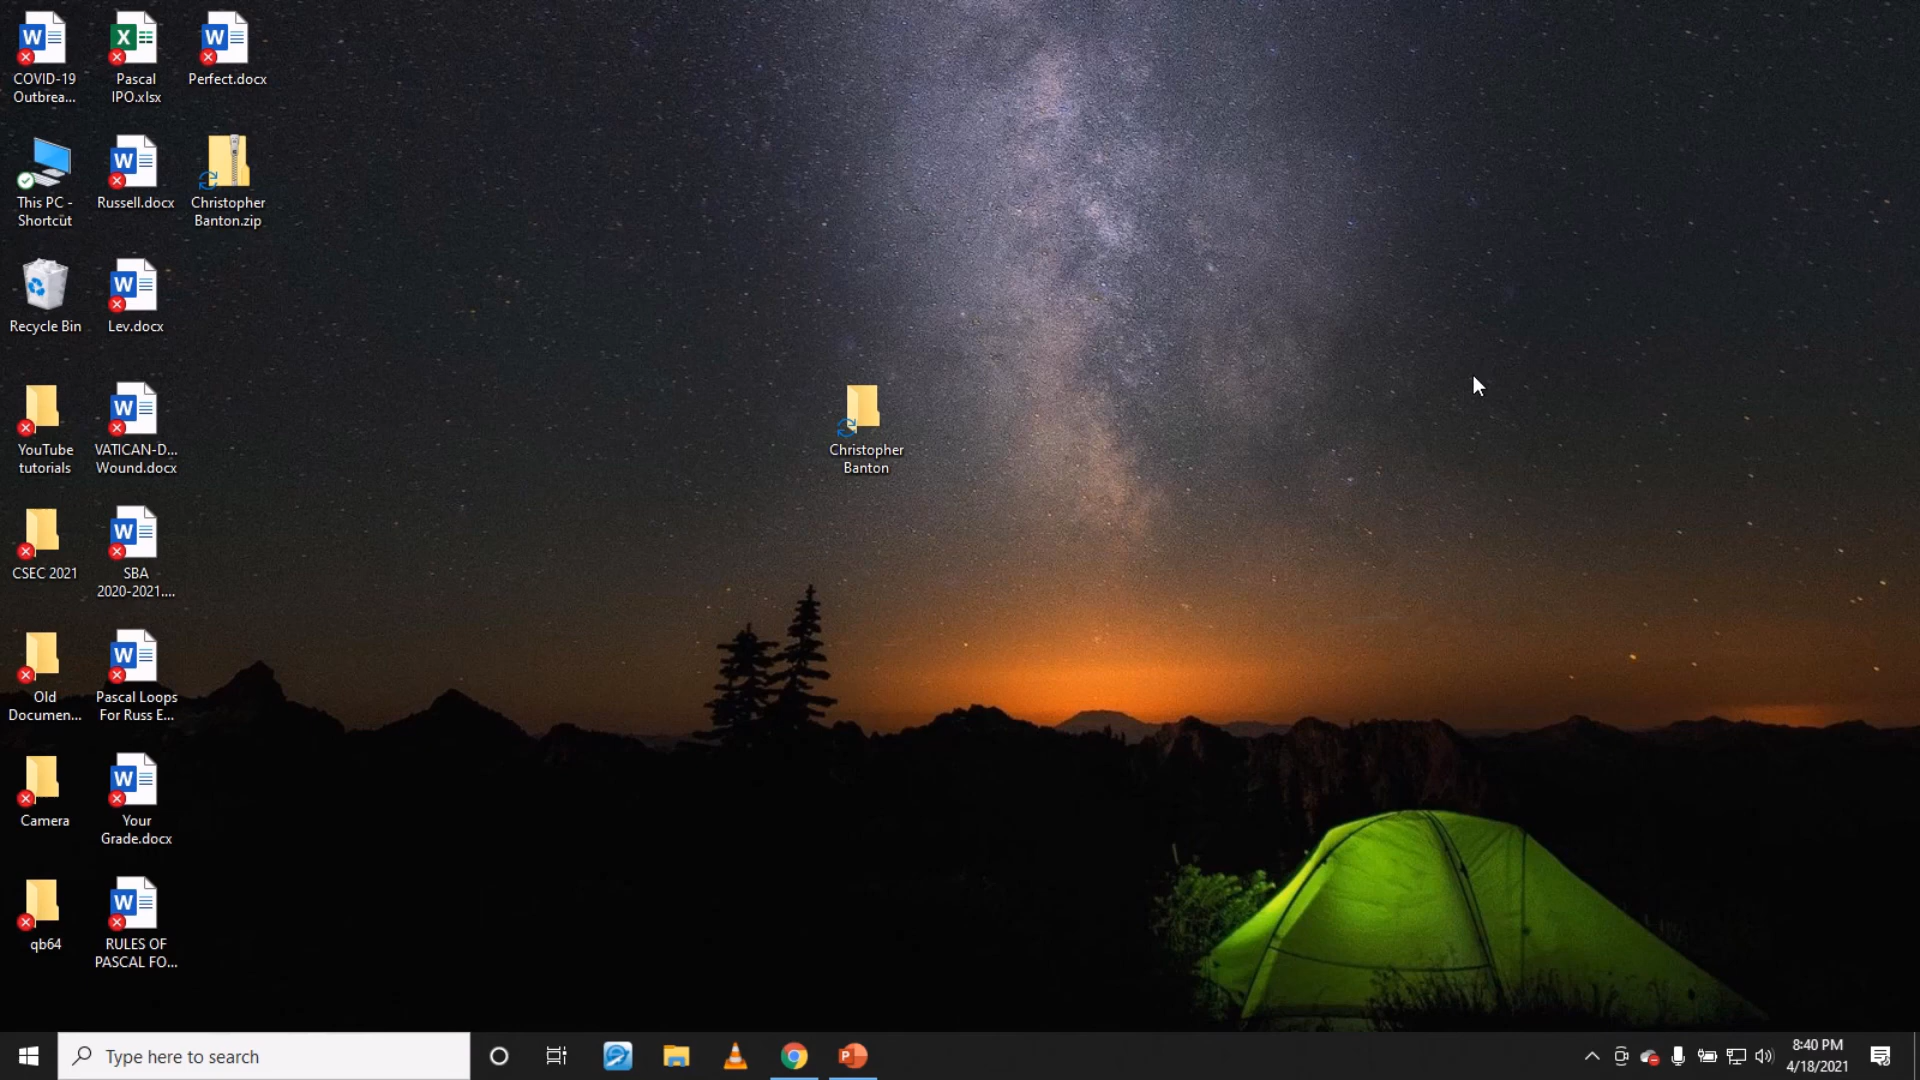 COVID-19
Outbrea...
Pascal
IPO.xlsx
Perfect.docx
This PC -
Shortcut
Russell.docx
Christopher
Banton.zip
Recycle Bin
Lev.docx
YouTube
tutorials
VATICAN-D...
Wound.docx
Christopher
Banton
CSEC 2021
SBA
2020-2021....
Old
Documen...
Pascal Loops
For Russ E...
Camera
Your
Grade.docx
qb64
RULES OF
PASCAL FO...
Type here to search
8:40 PM
4/18/2021